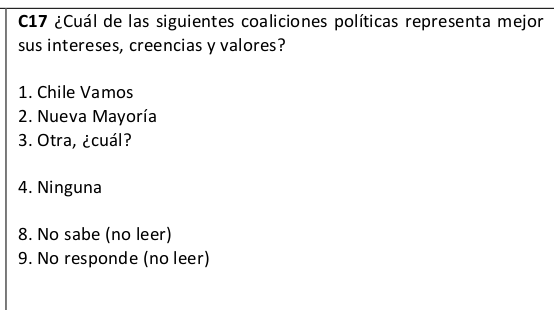 C17 ¿Cuál de las siguientes coaliciones políticas representa mejor
sus intereses, creencias y valores?
1. Chile Vamos
2. Nueva Mayoría
3. Otra, ¿cuál?
4. Ninguna
8. No sabe (no leer)
9. No responde (no leer)